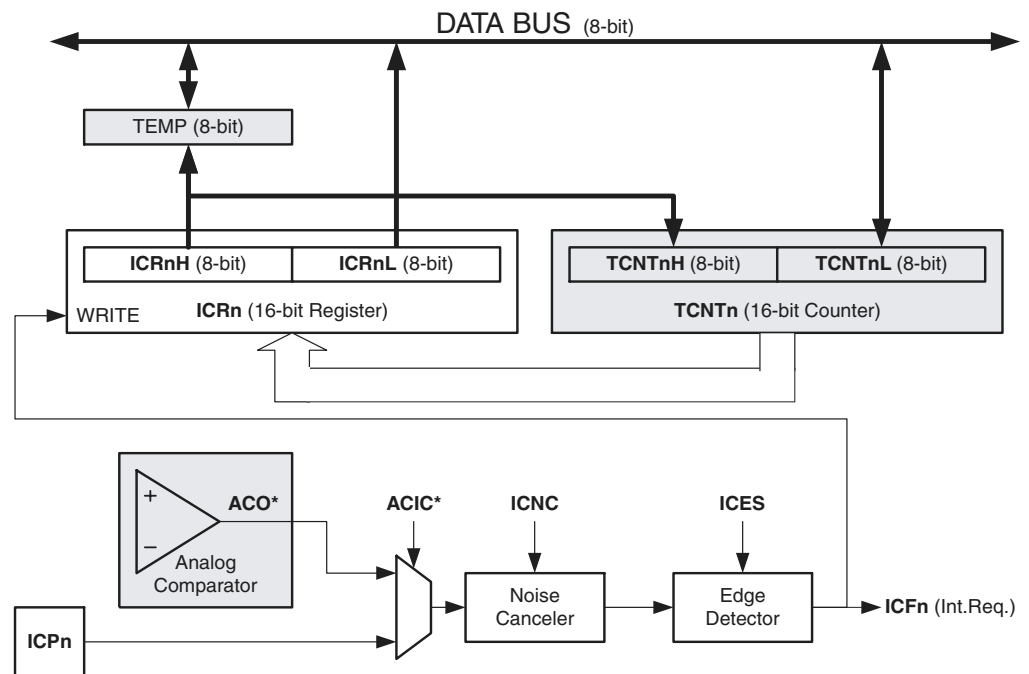 DATA BUS (8-bit)
TEMP (8-bit)
ICRnH (8-bit)
ICRnL (8-bit)
TCNTnH (8-bit)
TCNTnL (8-bit)
WRITE
ICRn (16-bit Register)
TCNTn (16-bit Counter)
+
−
ACO*
Analog
Comparator
ACIC*
ICNC
ICES
Noise
Canceler
Edge
Detector
ICFn (Int.Req.)
ICPn